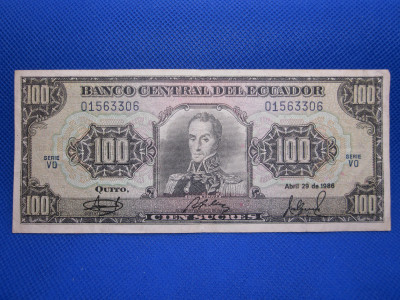 BANCO CENTRAL DEL ECUADOR
100 100
01563306 01563306
100 100
SERIE VD SERIE VD
QUITO, Abril 29 de 1986
100 100
CIEN SUCRES